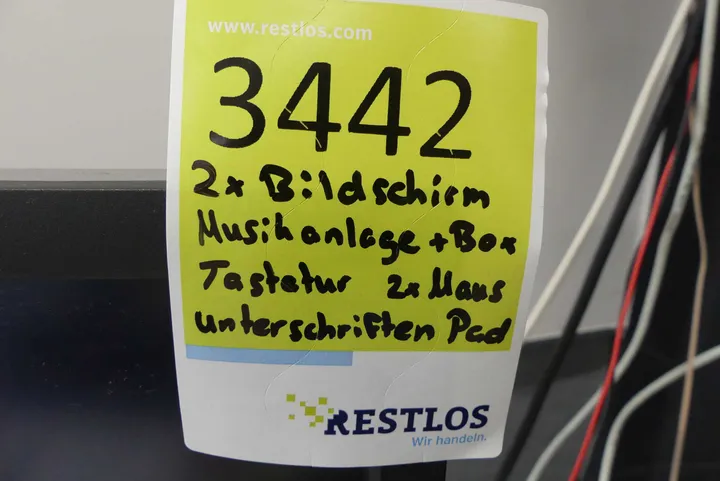 www.restlos.com
3442
2x Bildschirm
Musikanlage + Box
Tastatur 2x Maus
unterschriften Pad
RESTLOS
Wir handeln.